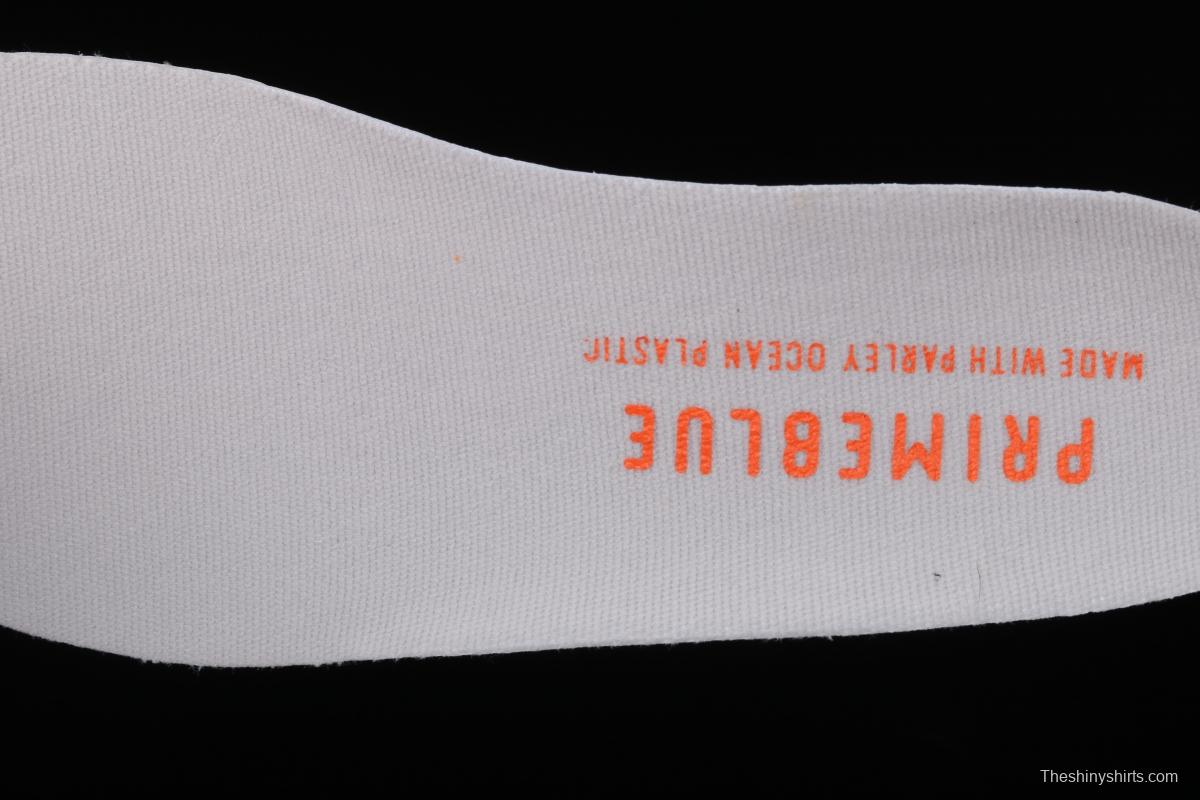 PRIMEBLUE
MADE WITH PARLEY OCEAN PLASTIC
Theshinyshirts.com